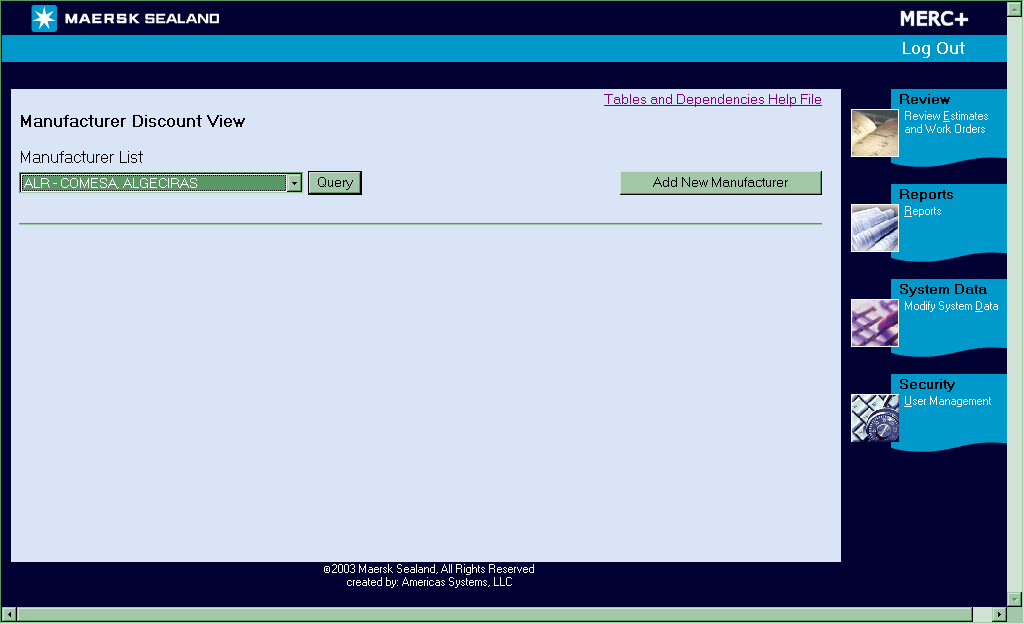 MAERSK SEALAND
MERC+
Log Out
Tables and Dependencies Help File
Manufacturer Discount View
Manufacturer List
ALR - COMESA, ALGECIRAS
Query
Add New Manufacturer
Review
Review Estimates
and Work Orders
Reports
Reports
System Data
Modify System Data
Security
User Management
©2003 Maersk Sealand, All Rights Reserved
created by: Americas Systems, LLC